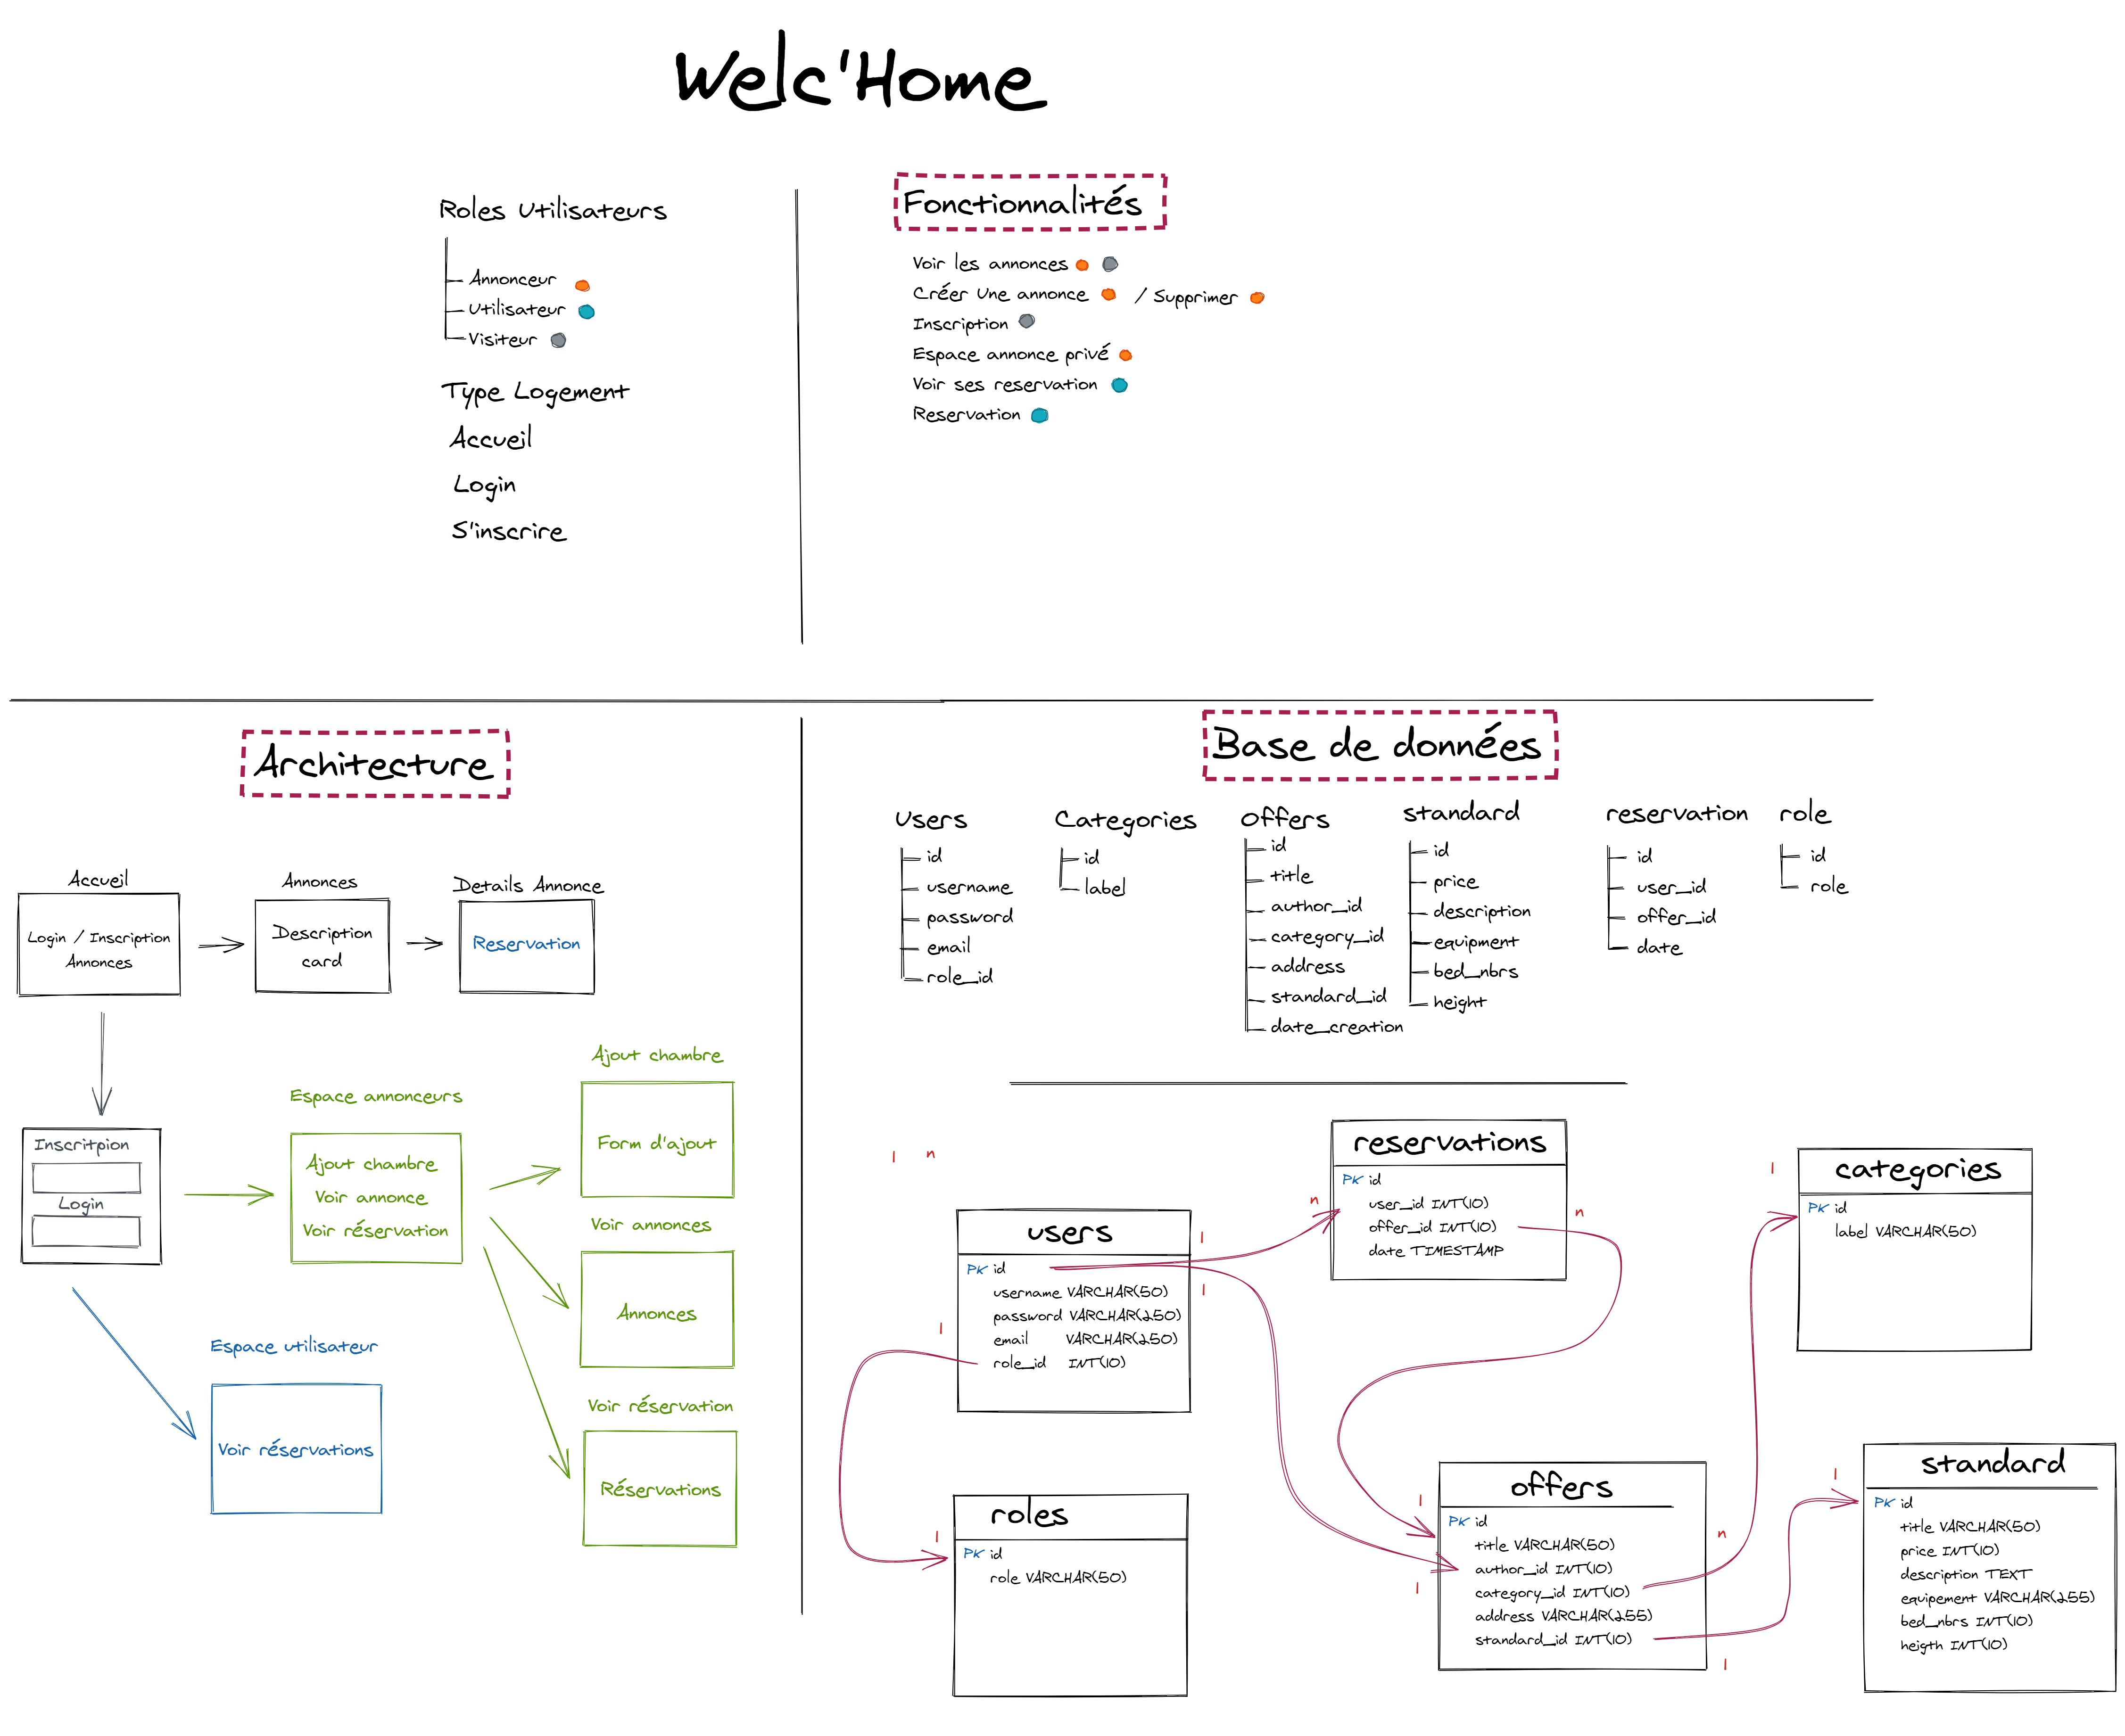 Welc'Home
Roles Utilisateurs
Annonceur
Utilisateur
Visiteur
Type Logement
Accueil
Login
S'inscrire
Fonctionnalités
Voir les annonces
Créer Une annonce / Supprimer
Inscription
Espace annonce privé
Voir ses reservation
Reservation
Architecture
Accueil
Login / Inscription
Annonces
Annonces
Description
card
Details Annonce
Reservation
Inscritpion
Login
Espace annonceurs
Ajout chambre
Voir annonce
Voir réservation
Ajout chambre
Form d'ajout
Voir annonces
Annonces
Voir réservation
Réservations
Espace utilisateur
Voir réservations
Base de données
Users
id
username
password
email
role_id
Categories
id
label
Offers
id
title
author_id
category_id
address
standard_id
date_creation
standard
id
price
description
equipment
bed_nbrs
height
reservation
id
user_id
offer_id
date
role
id
role
1 n
users
PK id
username VARCHAR(50)
password VARCHAR(250)
email VARCHAR(250)
role_id INT(10)
1
1
1
n
reservations
PK id
user_id INT(10)
offer_id INT(10)
date TIMESTAMP
n
1
categories
PK id
label VARCHAR(50)
1
roles
PK id
role VARCHAR(50)
1
1
offers
PK id
title VARCHAR(50)
author_id INT(10)
category_id INT(10)
address VARCHAR(255)
standard_id INT(10)
n
1
1
standard
PK id
title VARCHAR(50)
price INT(10)
description TEXT
equipement VARCHAR(255)
bed_nbrs INT(10)
heigth INT(10)